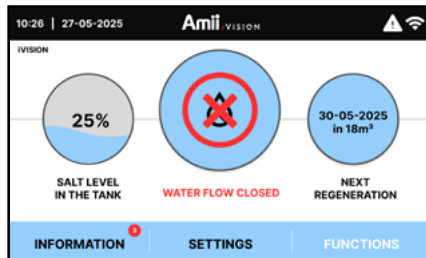 10:26 | 27-05-2025
Amii iVISION
iVISION
25%
30-05-2025
in 18m³
SALT LEVEL
IN THE TANK
WATER FLOW CLOSED
NEXT
REGENERATION
3
INFORMATION
SETTINGS
FUNCTIONS